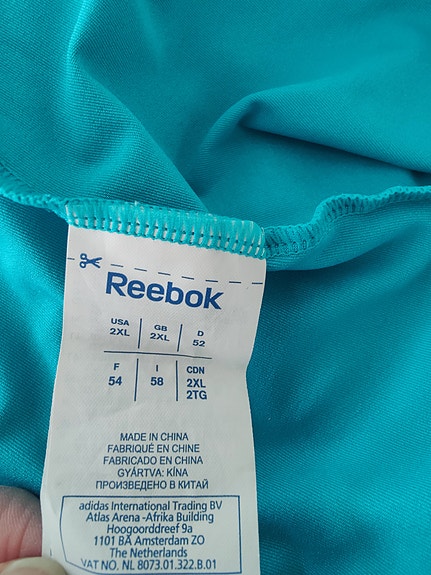 Reebok
USA GB D
2XL 2XL 52
F I CDN
54 58 2XL
2TG
MADE IN CHINA
FABRIQUÉ EN CHINE
FABRICADO EN CHINA
GYÁRTVA: KÍNA
ПРОИЗВЕДЕНО В КИТАЙ
adidas International Trading BV
Atlas Arena -Afrika Building
Hoogoorddreef 9a
1101 BA Amsterdam ZO
The Netherlands
VAT NO. NL 8073.01.322.B.01